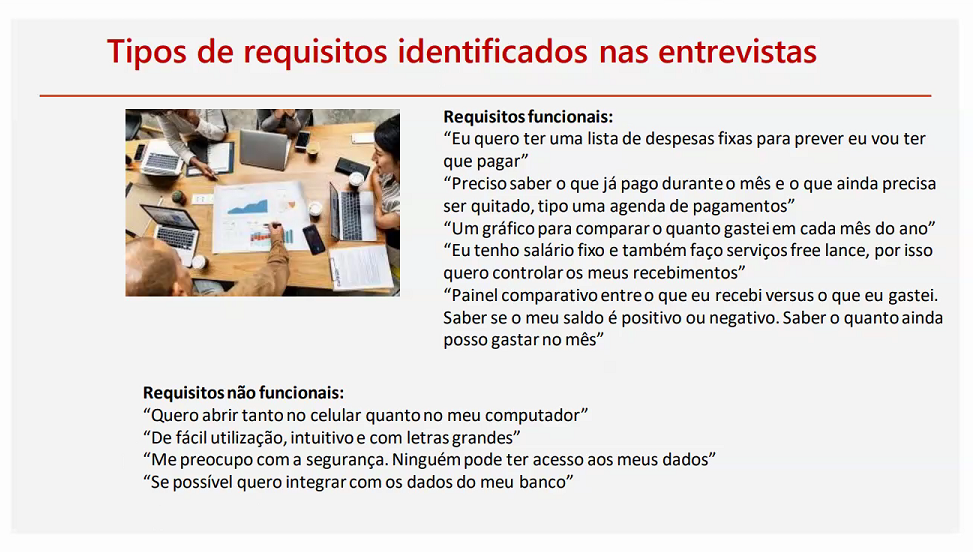 Tipos de requisitos identificados nas entrevistas
Requisitos funcionais:
“Eu quero ter uma lista de despesas fixas para prever eu vou ter
que pagar”
“Preciso saber o que já pago durante o mês e o que ainda precisa
ser quitado, tipo uma agenda de pagamentos”
“Um gráfico para comparar o quanto gastei em cada mês do ano”
“Eu tenho salário fixo e também faço serviços free lance, por isso
quero controlar os meus recebimentos”
“Painel comparativo entre o que eu recebi versus o que eu gastei.
Saber se o meu saldo é positivo ou negativo. Saber o quanto ainda
posso gastar no mês”
Requisitos não funcionais:
“Quero abrir tanto no celular quanto no meu computador”
“De fácil utilização, intuitivo e com letras grandes”
“Me preocupo com a segurança. Ninguém pode ter acesso aos meus dados”
“Se possível quero integrar com os dados do meu banco”